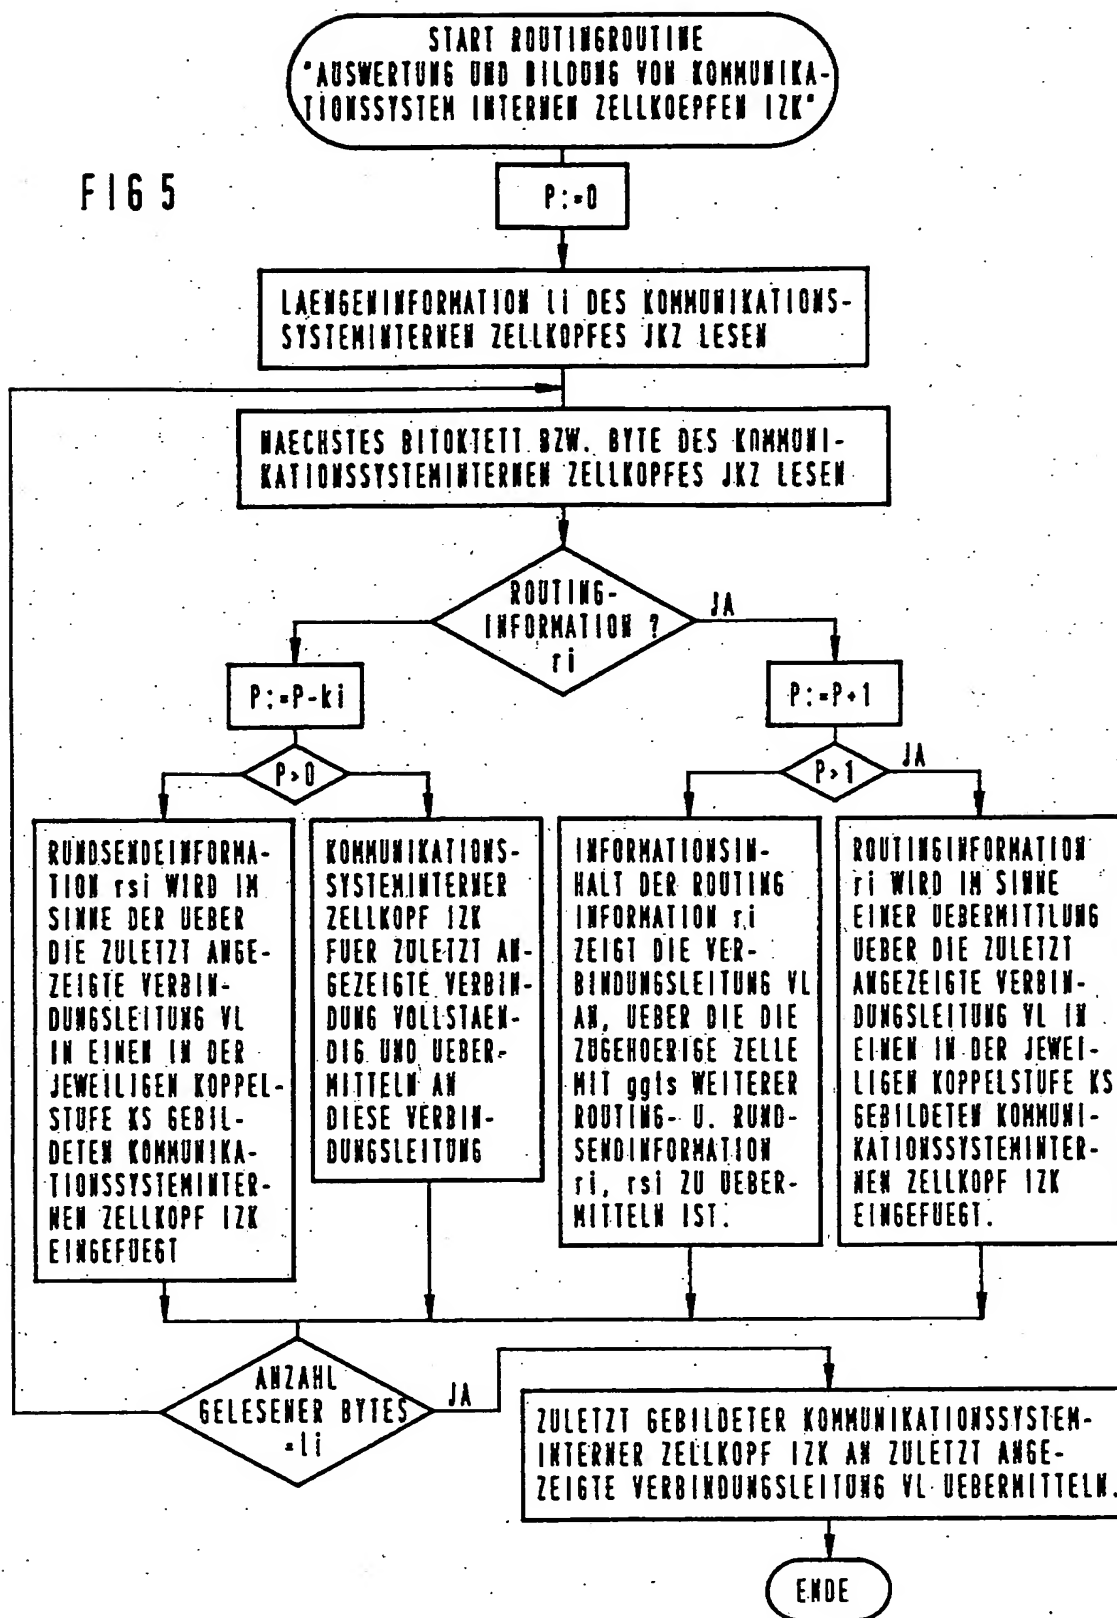 START ROUTINGROUTINE
"AUSWERTUNG UND BILDUNG VON KOMMUNIKA-
TIONSSYSTEM INTERNEN ZELLKOEPFEN IZK"
FIG 5
P:=0
LAENGENINFORMATION li DES KOMMUNIKATIONS-
SYSTEMINTERNEN ZELLKOPFES JKZ LESEN
NAECHSTES BITOKTETT BZW. BYTE DES KOMMUNI-
KATIONSSYSTEMINTERNEN ZELLKOPFES JKZ LESEN
ROUTING-
INFORMATION ?
ri
JA
P:=P-ki
P:=P+1
P>0
P>1
JA
RUNDSENDEINFORMA-
TION rsi WIRD IM
SINNE DER UEBER
DIE ZULETZT ANGE-
ZEIGTE VERBIN-
DUNGSLEITUNG VL
IN EINEN IN DER
JEWEILIGEN KOPPEL-
STUFE KS GEBIL-
DETEN KOMMUNIKA-
TIONSSYSTEMINTER-
NEN ZELLKOPF IZK
EINGEFUEGT
KOMMUNIKATIONS-
SYSTEMINTERNER
ZELLKOPF IZK
FUER ZULETZT AN-
GEZEIGTE VERBIN-
DUNG VOLLSTAEN-
DIG UND UEBER-
MITTELN AN
DIESE VERBIN-
DUNGSLEITUNG
INFORMATIONSIN-
HALT DER ROUTING
INFORMATION ri
ZEIGT DIE VER-
BINDUNGSLEITUNG VL
AN, UEBER DIE DIE
ZUGEHOERIGE ZELLE
MIT ggfs WEITERER
ROUTING- U. RUND-
SENDINFORMATION
ri, rsi ZU UEBER-
MITTELN IST.
ROUTINGINFORMATION
ri WIRD IM SINNE
EINER UEBERMITTLUNG
UEBER DIE ZULETZT
ANGEZEIGTE VERBIN-
DUNGSLEITUNG VL IN
EINEN IN DER JEWEI-
LIGEN KOPPELSTUFE KS
GEBILDETEN KOMMUNI-
KATIONSSYSTEMINTER-
NEN ZELLKOPF IZK
EINGEFUEGT.
ANZAHL
GELESENER BYTES
=li
JA
ZULETZT GEBILDETER KOMMUNIKATIONSSYSTEM-
INTERNER ZELLKOPF IZK AN ZULETZT ANGE-
ZEIGTE VERBINDUNGSLEITUNG VL UEBERMITTELN.
ENDE